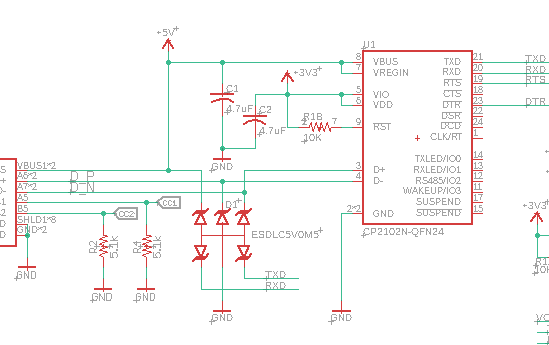 +5V
U1
8 VBUS TXD 21 TXD
7 VREGIN RXD 20 RXD
RTS 19 RTS
+3V3
C1
4.7uF
C2
4.7uF
5 VIO CTS 18
6 VDD DTR 23 DTR
DSR 22
R1B
2 7
10K
9 RST DCD 24
CLK/RT 1
GND
TXLED/IO0 14
3 D+ RXLED/IO1 13
4 D- RS485/IO2 12
WAKEUP/IO3 11
SUSPEND 17
2*2 GND SUSPEND 15
CP2102N-QFN24
VBUS1*2
A6*2 D_P
A7*2 D_N
A5 CC1
B5 CC2
SHLD1*8
GND*2
D1
ESDLC5V0M5
R2
5.1k
R4
5.1k
+3V3
R1
10K
GND
TXD
RXD
GND
GND
GND
GND
VC